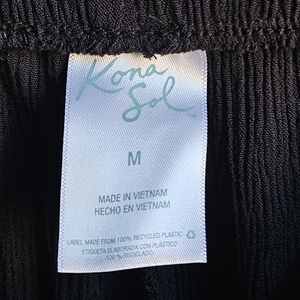 Kona
Sol
M
MADE IN VIETNAM
HECHO EN VIETNAM
LABEL MADE FROM 100% RECYCLED PLASTIC
ETIQUETA ELABORADA CON PLÁSTICO
100 % RECICLADO